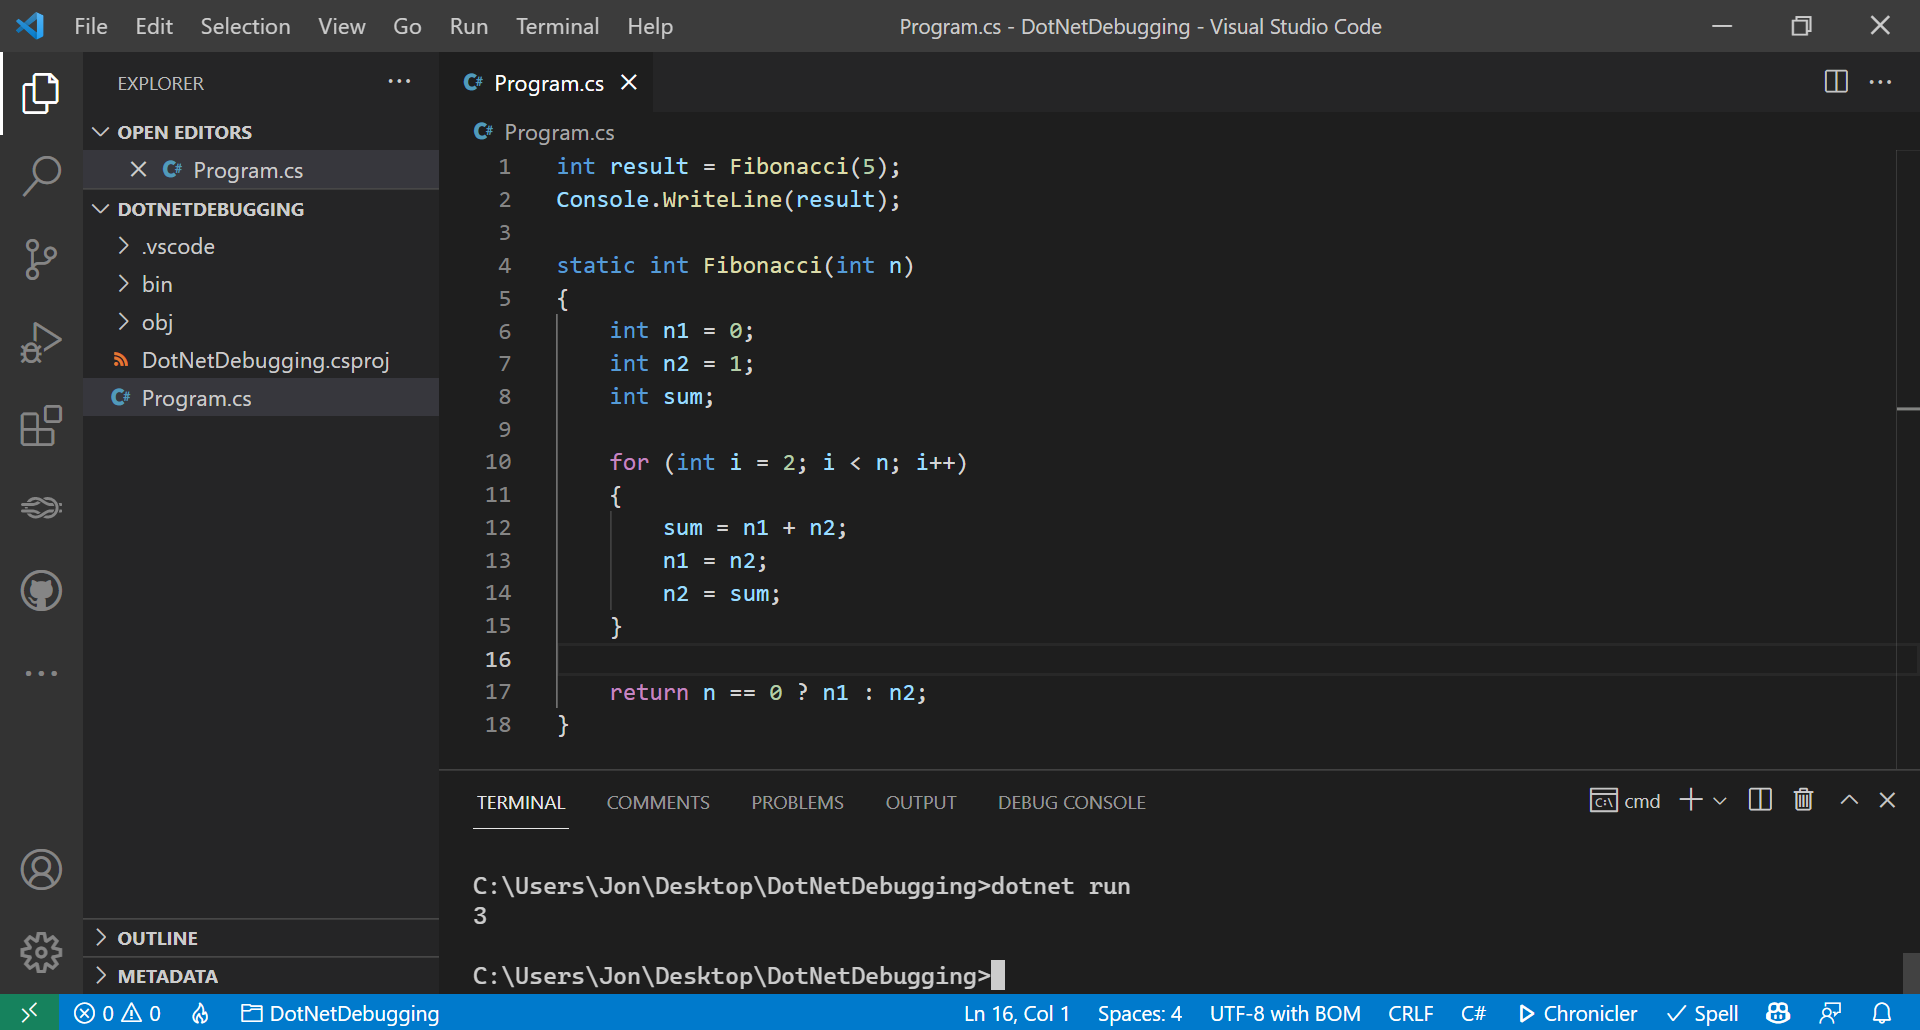 File Edit Selection View Go Run Terminal Help Program.cs - DotNetDebugging - Visual Studio Code
EXPLORER
OPEN EDITORS
C# Program.cs
DOTNETDEBUGGING
.vscode
bin
obj
DotNetDebugging.csproj
C# Program.cs
OUTLINE
METADATA
C# Program.cs
C# Program.cs
1 int result = Fibonacci(5);
2 Console.WriteLine(result);
3
4 static int Fibonacci(int n)
5 {
6     int n1 = 0;
7     int n2 = 1;
8     int sum;
9
10     for (int i = 2; i < n; i++)
11     {
12         sum = n1 + n2;
13         n1 = n2;
14         n2 = sum;
15     }
16
17     return n == 0 ? n1 : n2;
18 }
TERMINAL COMMENTS PROBLEMS OUTPUT DEBUG CONSOLE cmd
C:\Users\Jon\Desktop\DotNetDebugging>dotnet run
3
C:\Users\Jon\Desktop\DotNetDebugging>
0 0 DotNetDebugging Ln 16, Col 1 Spaces: 4 UTF-8 with BOM CRLF C# Chronicler Spell